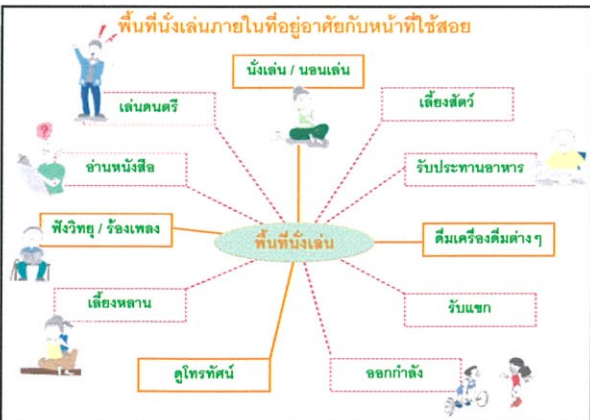 พื้นที่นั่งเล่นภายในที่อยู่อาศัยกับหน้าที่ใช้สอย
นั่งเล่น / นอนเล่น
เล่นดนตรี
เลี้ยงสัตว์
อ่านหนังสือ
รับประทานอาหาร
ฟังวิทยุ / ร้องเพลง
พื้นที่นั่งเล่น
ดื่มเครื่องดื่มต่างๆ
เลี้ยงหลาน
รับแขก
ดูโทรทัศน์
ออกกำลัง